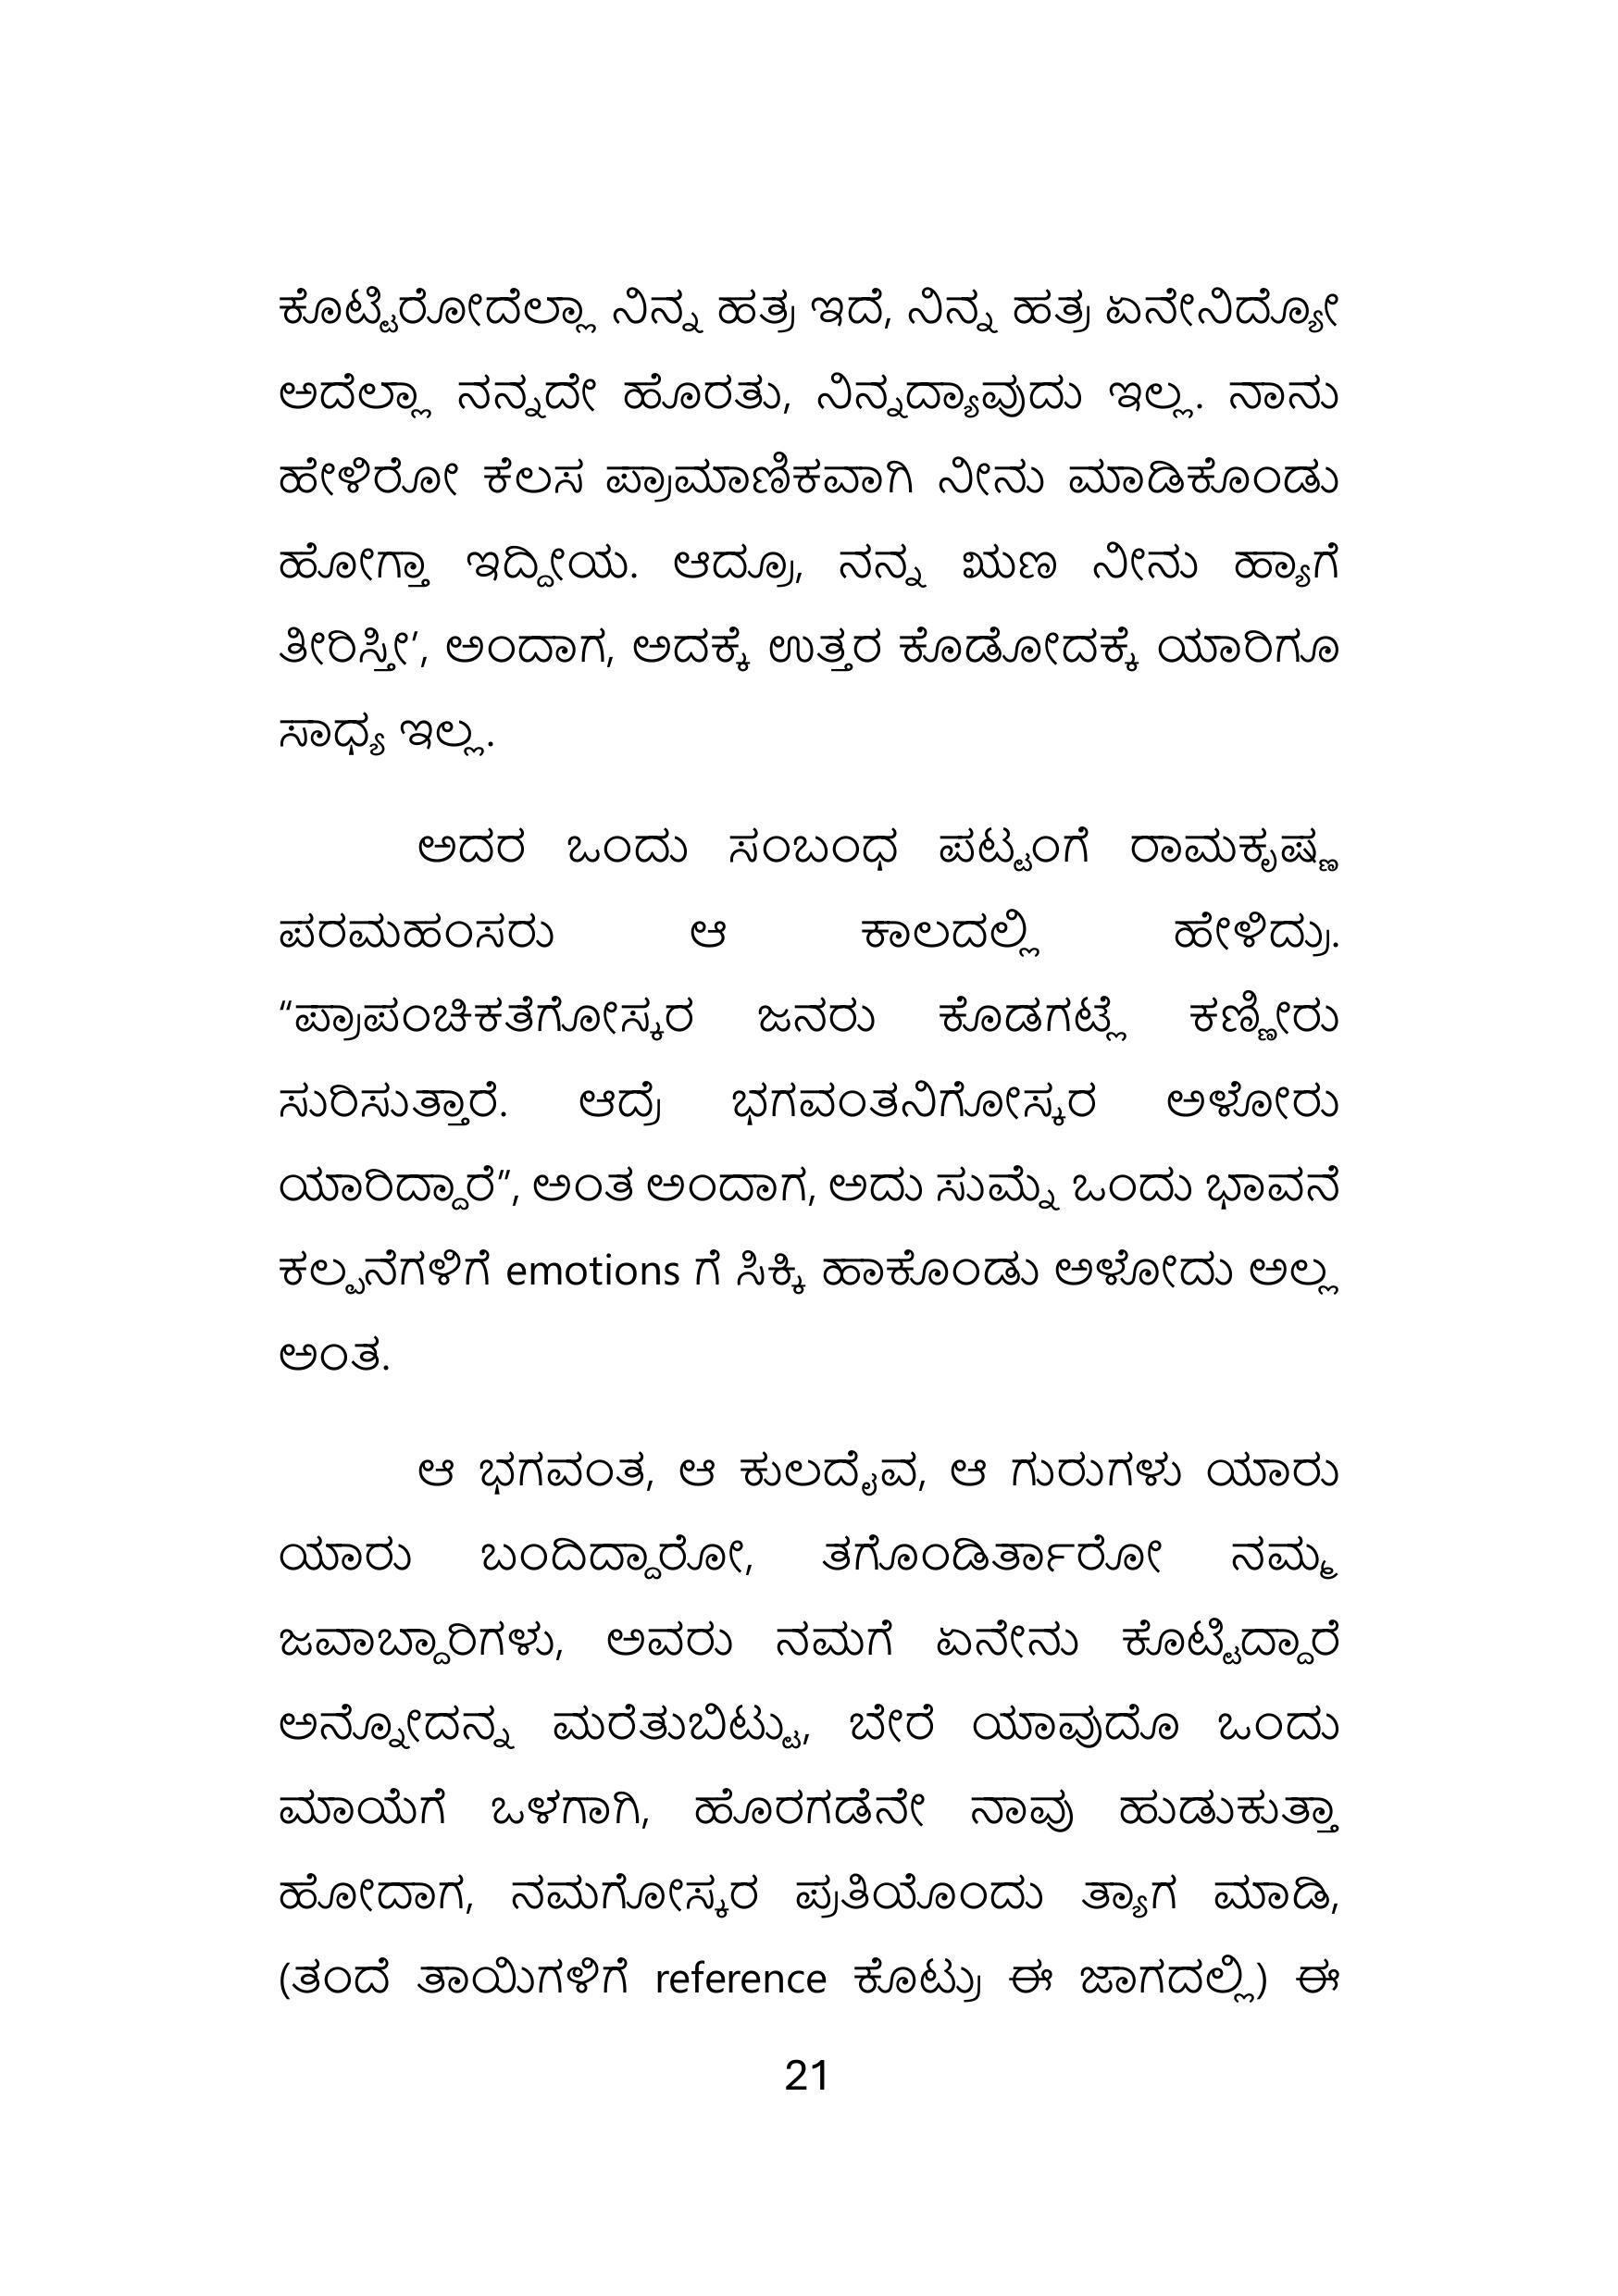 ಕೊಟ್ಟಿರೋದೆಲ್ಲಾ ನಿನ್ನ ಹತ್ರ ಇದೆ, ನಿನ್ನ ಹತ್ರ ಏನೇನಿದ್ಯೋ
ಅದೆಲ್ಲಾ ನನ್ನದೇ ಹೊರತು, ನಿನ್ನದ್ಯಾವುದು ಇಲ್ಲ. ನಾನು
ಹೇಳಿರೋ ಕೆಲಸ ಪ್ರಾಮಾಣಿಕವಾಗಿ ನೀನು ಮಾಡಿಕೊಂಡು
ಹೋಗ್ತಾ ಇದ್ದೀಯ. ಆದ್ರೂ, ನನ್ನ ಋಣ ನೀನು ಹ್ಯಾಗೆ
ತೀರಿಸ್ತೀ’, ಅಂದಾಗ, ಅದಕ್ಕೆ ಉತ್ತರ ಕೊಡೋದಕ್ಕೆ ಯಾರಿಗೂ
ಸಾಧ್ಯ ಇಲ್ಲ.
ಅದರ ಒಂದು ಸಂಬಂಧ ಪಟ್ಟಂಗೆ ರಾಮಕೃಷ್ಣ
ಪರಮಹಂಸರು ಆ ಕಾಲದಲ್ಲಿ ಹೇಳಿದ್ರು.
“ಪ್ರಾಪಂಚಿಕತೆಗೋಸ್ಕರ ಜನರು ಕೊಡಗಟ್ಲೆ ಕಣ್ಣೀರು
ಸುರಿಸುತ್ತಾರೆ. ಆದ್ರೆ ಭಗವಂತನಿಗೋಸ್ಕರ ಅಳೋರು
ಯಾರಿದ್ದಾರೆ”, ಅಂತ ಅಂದಾಗ, ಅದು ಸುಮ್ನೆ ಒಂದು ಭಾವನೆ
ಕಲ್ಪನೆಗಳಿಗೆ emotions ಗೆ ಸಿಕ್ಕಿ ಹಾಕೊಂಡು ಅಳೋದು ಅಲ್ಲ
ಅಂತ.
ಆ ಭಗವಂತ, ಆ ಕುಲದೈವ, ಆ ಗುರುಗಳು ಯಾರು
ಯಾರು ಬಂದಿದ್ದಾರೋ, ತಗೊಂಡಿರ್ತಾರೋ ನಮ್ಮ
ಜವಾಬ್ದಾರಿಗಳು, ಅವರು ನಮಗೆ ಏನೇನು ಕೊಟ್ಟಿದ್ದಾರೆ
ಅನ್ನೋದನ್ನ ಮರೆತುಬಿಟ್ಟು, ಬೇರೆ ಯಾವುದೊ ಒಂದು
ಮಾಯೆಗೆ ಒಳಗಾಗಿ, ಹೊರಗಡೆನೇ ನಾವು ಹುಡುಕುತ್ತಾ
ಹೋದಾಗ, ನಮಗೋಸ್ಕರ ಪ್ರತಿಯೊಂದು ತ್ಯಾಗ ಮಾಡಿ,
(ತಂದೆ ತಾಯಿಗಳಿಗೆ reference ಕೊಟ್ರು ಈ ಜಾಗದಲ್ಲಿ) ಈ
21